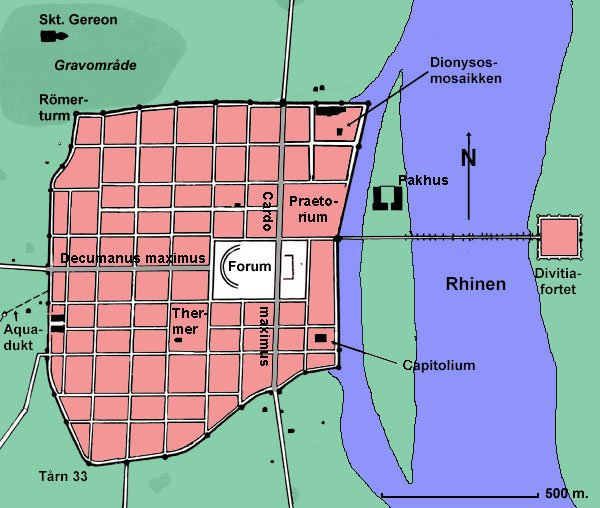 Skt. Gereon
Gravområde
Römer-
turm
Dionysos-
mosaikken
N
Pakhus
Cardo
Praeto-
rium
Decumanus maximus
Forum
Rhinen
Divitia-
fortet
Aqua-
dukt
Ther-
mer
maximus
Capitolium
Tårn 33
500 m.